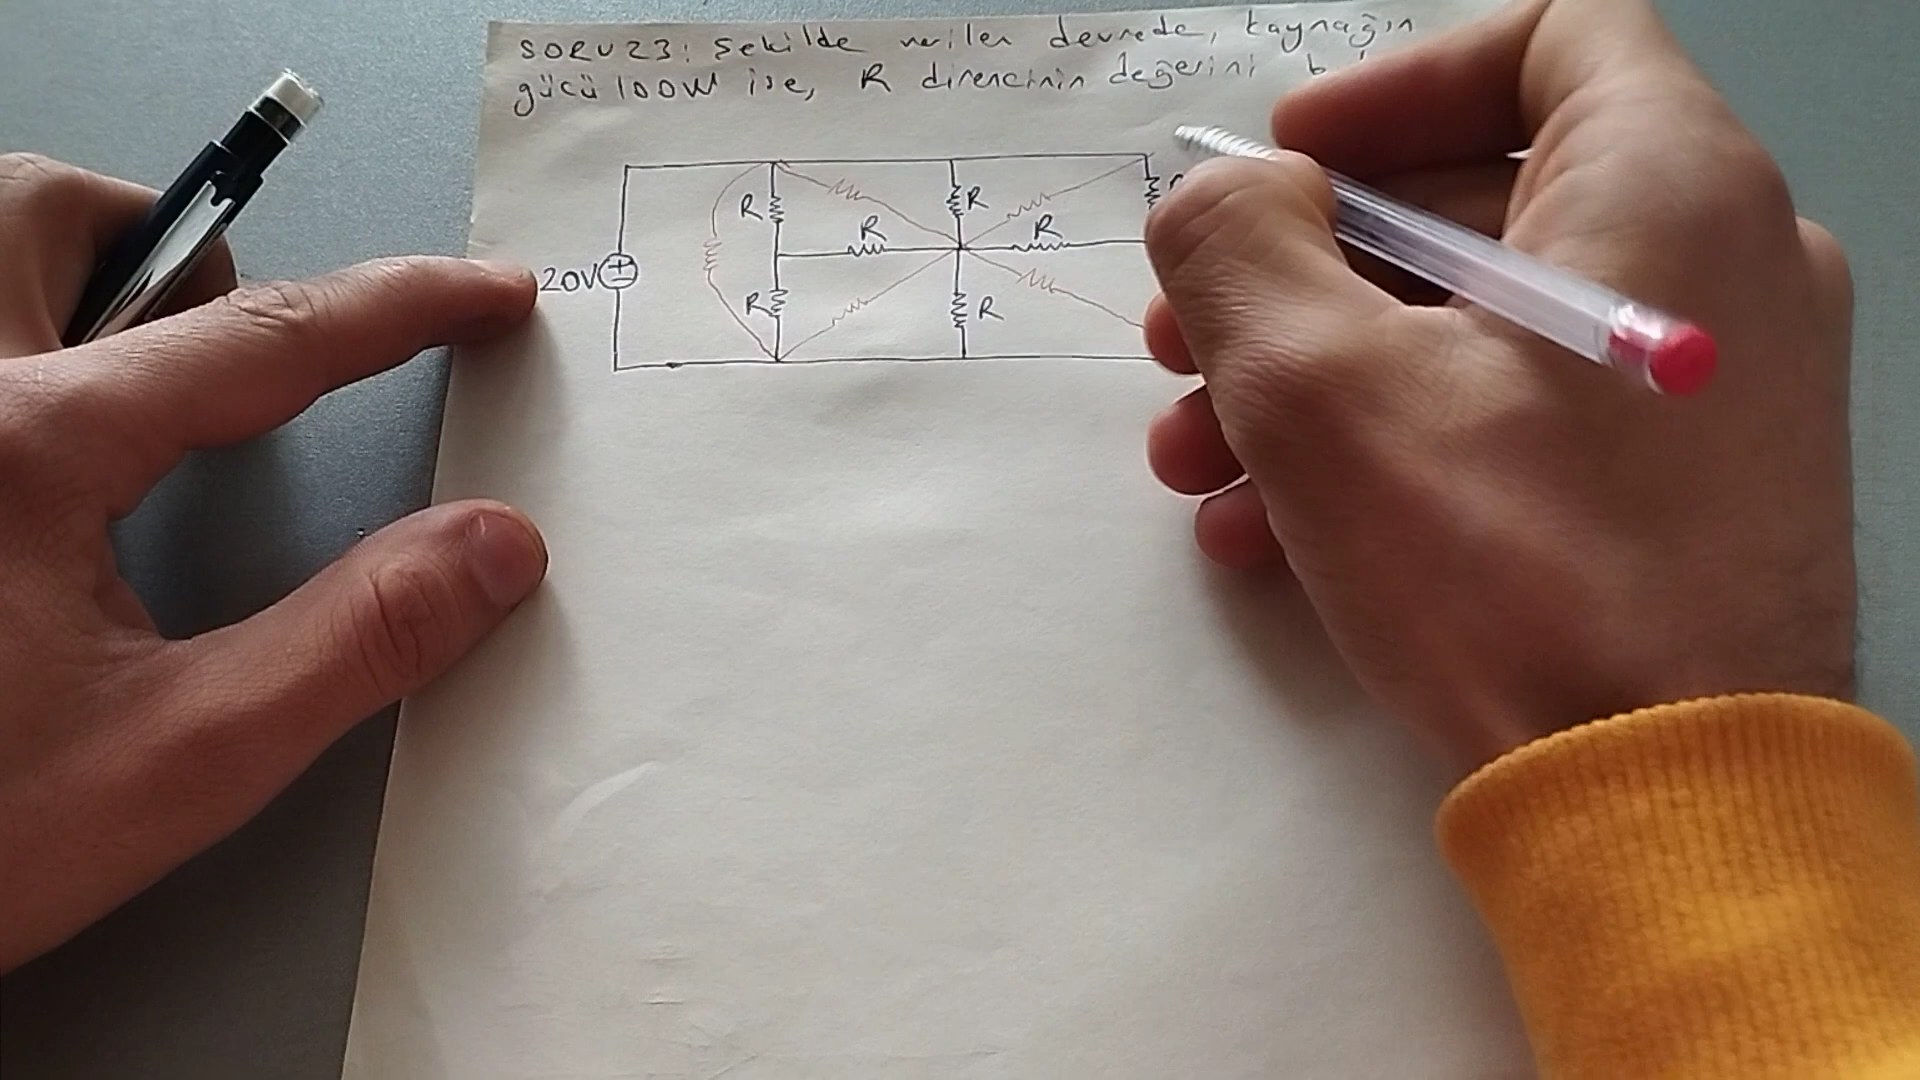 SORU23: Şekilde verilen devrede, kaynağın
gücü 100W ise, R direncinin değerini
R
R
R
R
R
20V
R
R